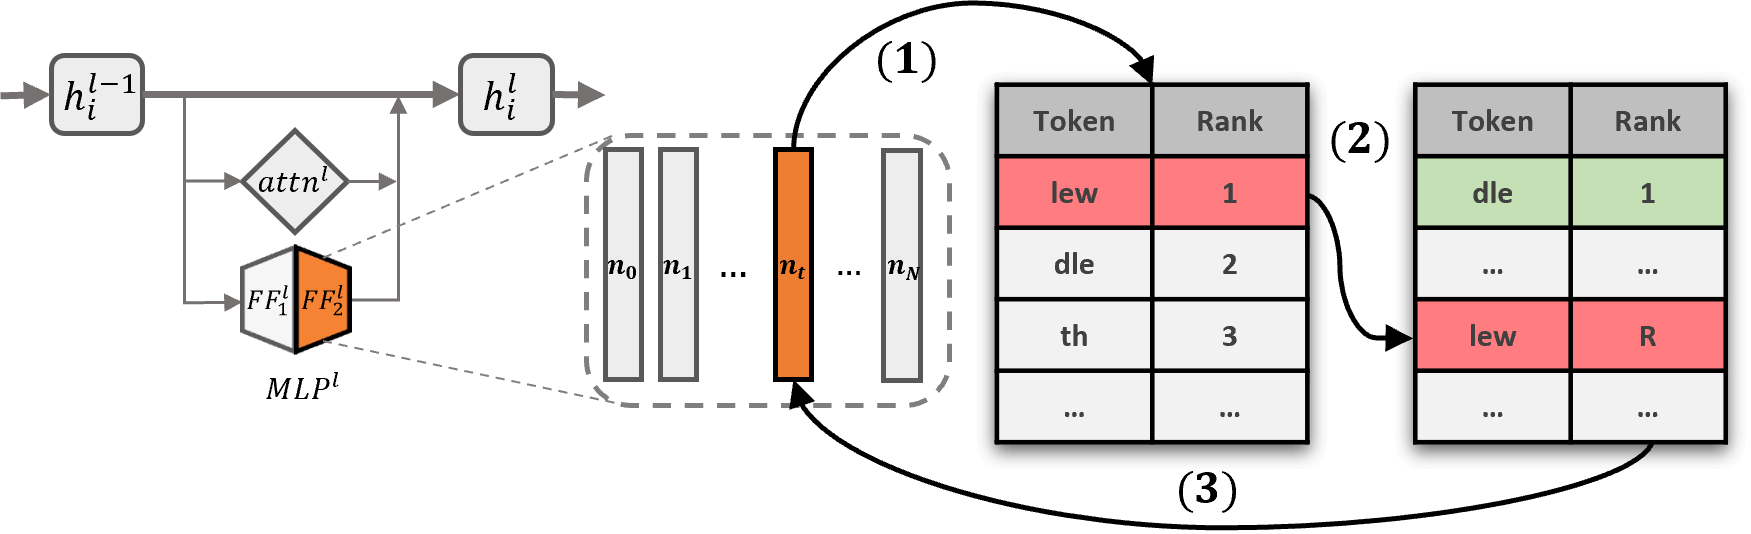 h_i^{l-1}
h_i^l
attn^l
FF_1^l FF_2^l
MLP^l
n_0 n_1 ... n_t ... n_N
(1)
Token Rank
lew 1
dle 2
th 3
... ...
(2)
Token Rank
dle 1
... ...
lew R
... ...
(3)